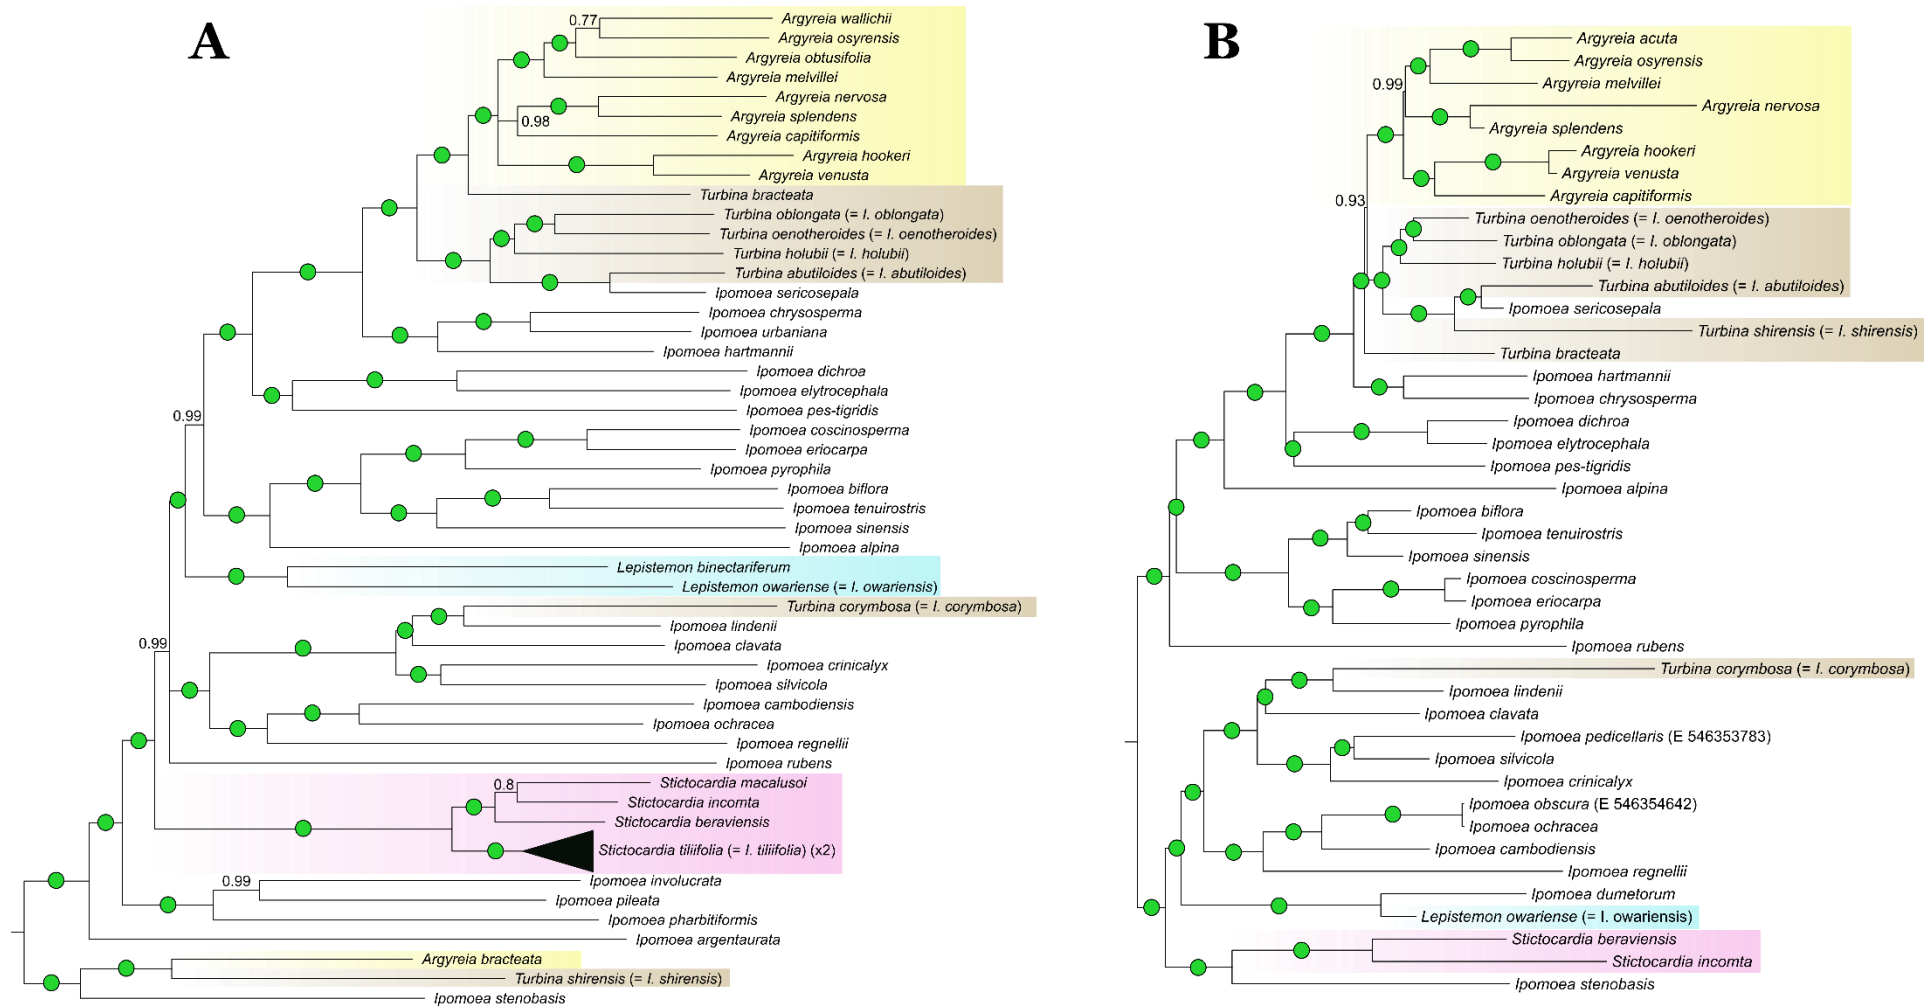 A
0.77
Argyreia wallichii
Argyreia osyrensis
Argyreia obtusifolia
Argyreia melvillei
Argyreia nervosa
0.98
Argyreia splendens
Argyreia capitiformis
Argyreia hookeri
Argyreia venusta
Turbina bracteata
Turbina oblongata (= I. oblongata)
Turbina oenotheroides (= I. oenotheroides)
Turbina holubii (= I. holubii)
Turbina abutiloides (= I. abutiloides)
Ipomoea sericosepala
Ipomoea chrysosperma
Ipomoea urbaniana
Ipomoea hartmannii
Ipomoea dichroa
Ipomoea elytrocephala
Ipomoea pes-tigridis
0.99
Ipomoea coscinosperma
Ipomoea eriocarpa
Ipomoea pyrophila
Ipomoea biflora
Ipomoea tenuirostris
Ipomoea sinensis
Ipomoea alpina
Lepistemon binectariferum
Lepistemon owariense (= I. owariensis)
Turbina corymbosa (= I. corymbosa)
Ipomoea lindenii
0.99
Ipomoea clavata
Ipomoea crinicalyx
Ipomoea silvicola
Ipomoea cambodiensis
Ipomoea ochracea
Ipomoea regnellii
Ipomoea rubens
0.8
Stictocardia macalusoi
Stictocardia incomta
Stictocardia beraviensis
Stictocardia tiliifolia (= I. tiliifolia) (x2)
0.99
Ipomoea involucrata
Ipomoea pileata
Ipomoea pharbitiformis
Ipomoea argentaurata
Argyreia bracteata
Turbina shirensis (= I. shirensis)
Ipomoea stenobasis
B
Argyreia acuta
Argyreia osyrensis
0.99
Argyreia melvillei
Argyreia nervosa
Argyreia splendens
Argyreia hookeri
Argyreia venusta
Argyreia capitiformis
0.93
Turbina oenotheroides (= I. oenotheroides)
Turbina oblongata (= I. oblongata)
Turbina holubii (= I. holubii)
Turbina abutiloides (= I. abutiloides)
Ipomoea sericosepala
Turbina shirensis (= I. shirensis)
Turbina bracteata
Ipomoea hartmannii
Ipomoea chrysosperma
Ipomoea dichroa
Ipomoea elytrocephala
Ipomoea pes-tigridis
Ipomoea alpina
Ipomoea biflora
Ipomoea tenuirostris
Ipomoea sinensis
Ipomoea coscinosperma
Ipomoea eriocarpa
Ipomoea pyrophila
Ipomoea rubens
Turbina corymbosa (= I. corymbosa)
Ipomoea lindenii
Ipomoea clavata
Ipomoea pedicellaris (E 546353783)
Ipomoea silvicola
Ipomoea crinicalyx
Ipomoea obscura (E 546354642)
Ipomoea ochracea
Ipomoea cambodiensis
Ipomoea regnellii
Ipomoea dumetorum
Lepistemon owariense (= I. owariensis)
Stictocardia beraviensis
Stictocardia incomta
Ipomoea stenobasis